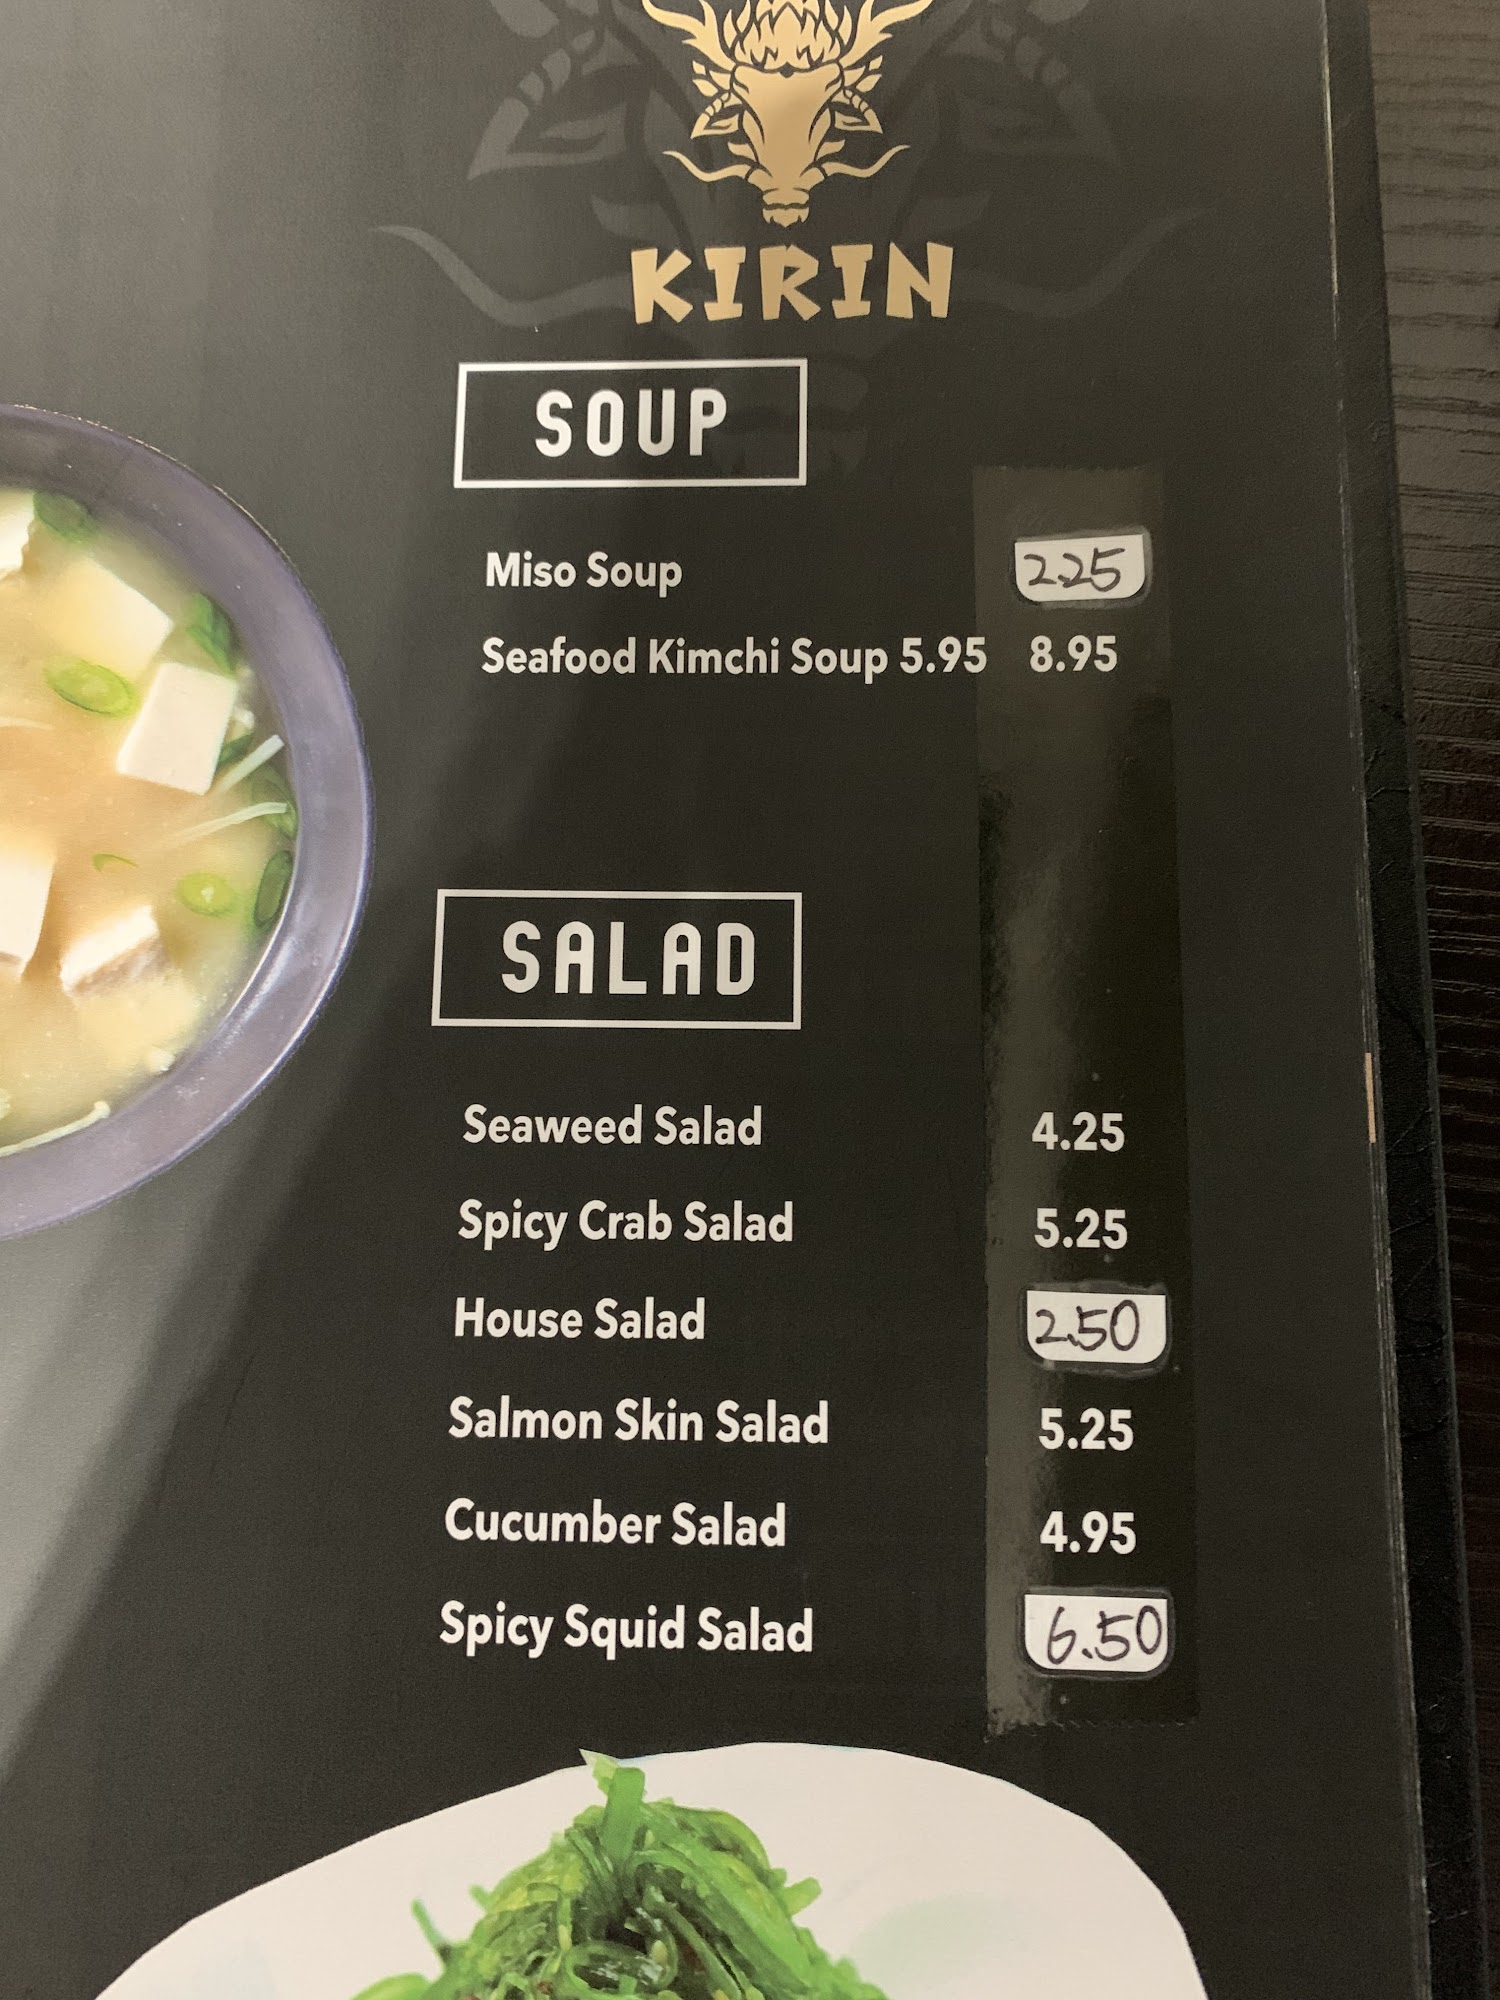 KIRIN
SOUP
Miso Soup 2.25
Seafood Kimchi Soup 5.95 8.95
SALAD
Seaweed Salad 4.25
Spicy Crab Salad 5.25
House Salad 2.50
Salmon Skin Salad 5.25
Cucumber Salad 4.95
Spicy Squid Salad 6.50